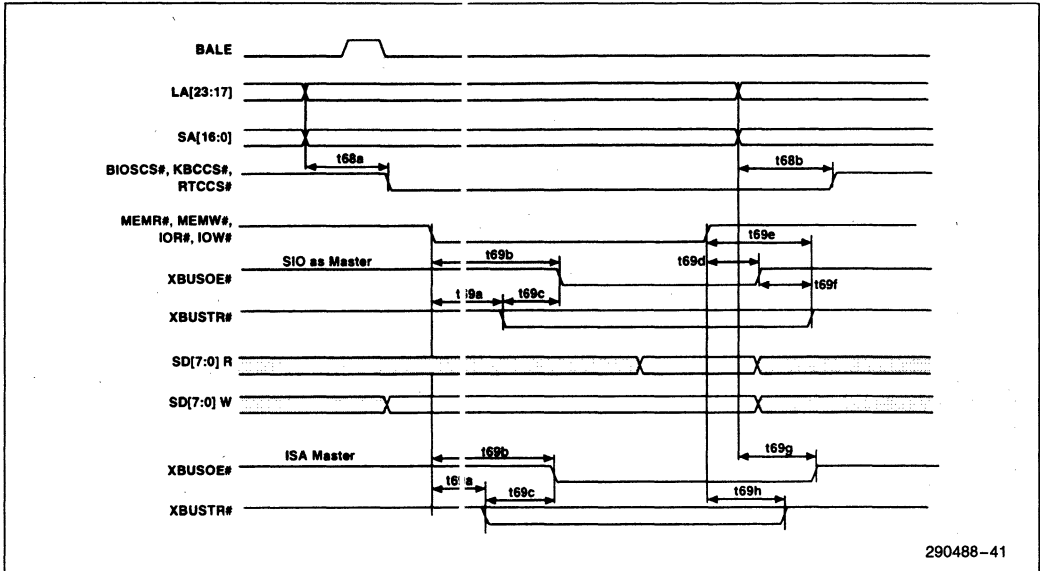 BALE
LA[23:17]
SA[16:0]
t68a
t68b
BIOSCS#, KBCCS#,
RTCCS#
MEMR#, MEMW#,
IOR#, IOW#
t69e
t69b
t69d
SIO as Master
XBUSOE#
t69a
t69c
t69f
XBUSTR#
SD[7:0] R
SD[7:0] W
t69b
t69g
ISA Master
XBUSOE#
t69a
t69c
t69h
XBUSTR#
290488-41